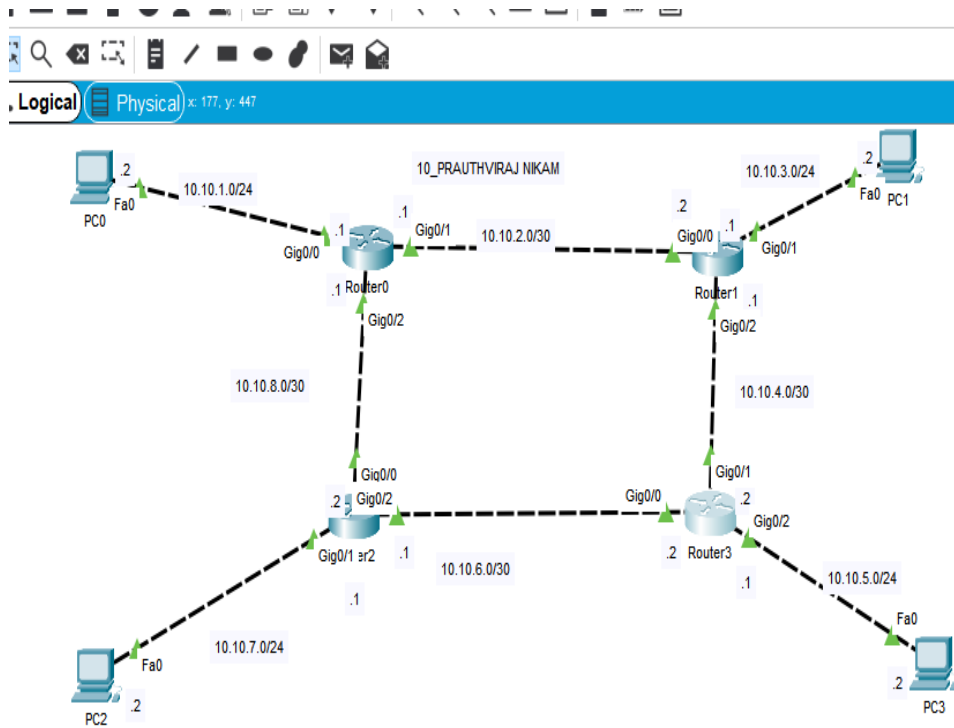 Logical Physical x: 177, y: 447
10_PRAUTHVIRAJ NIKAM
.2
10.10.1.0/24
Fa0
PC0
.1
Gig0/0
.1
Gig0/1
Router0
.1
Gig0/2
10.10.2.0/30
.2
Gig0/0
.1
Gig0/1
Router1
.1
Gig0/2
10.10.3.0/24
.2
Fa0
PC1
10.10.8.0/30
10.10.4.0/30
Gig0/0
.2
Gig0/2
Gig0/1
er2
.1
.1
10.10.6.0/30
Gig0/1
Gig0/0
.2
.2
Router3
Gig0/2
.1
10.10.5.0/24
Fa0
.2
PC3
10.10.7.0/24
Fa0
.2
PC2